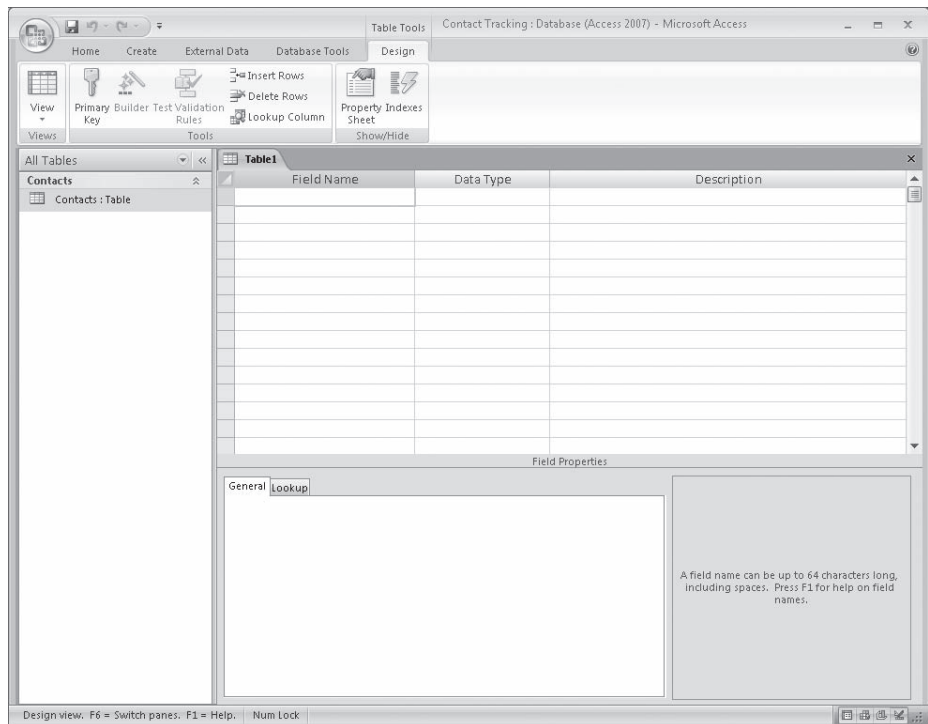 Table Tools
Contact Tracking : Database (Access 2007) - Microsoft Access
Home Create External Data Database Tools Design
View
Primary Key
Builder
Test Validation Rules
Insert Rows
Delete Rows
Lookup Column
Property Sheet
Indexes
Views
Tools
Show/Hide
All Tables
Contacts
Contacts : Table
Table1
Field Name Data Type Description
Field Properties
General Lookup
A field name can be up to 64 characters long,
including spaces. Press F1 for help on field
names.
Design view. F6 = Switch panes. F1 = Help. Num Lock